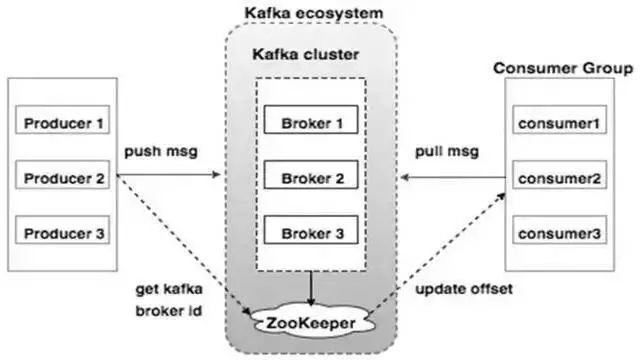 Kafka ecosystem
Kafka cluster
Consumer Group
Producer 1
Broker 1
consumer1
push msg
pull msg
Producer 2
Broker 2
consumer2
Producer 3
Broker 3
consumer3
get kafka
broker id
update offset
ZooKeeper